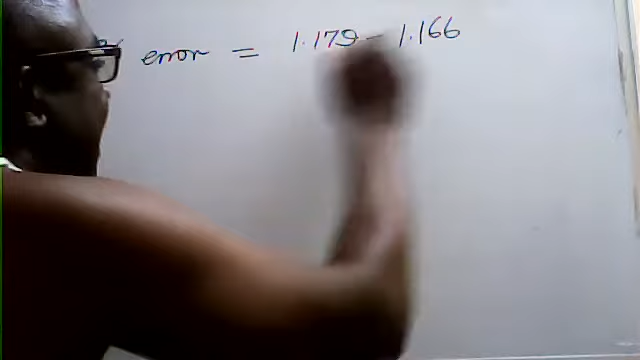 error = 1.179 - 1.166